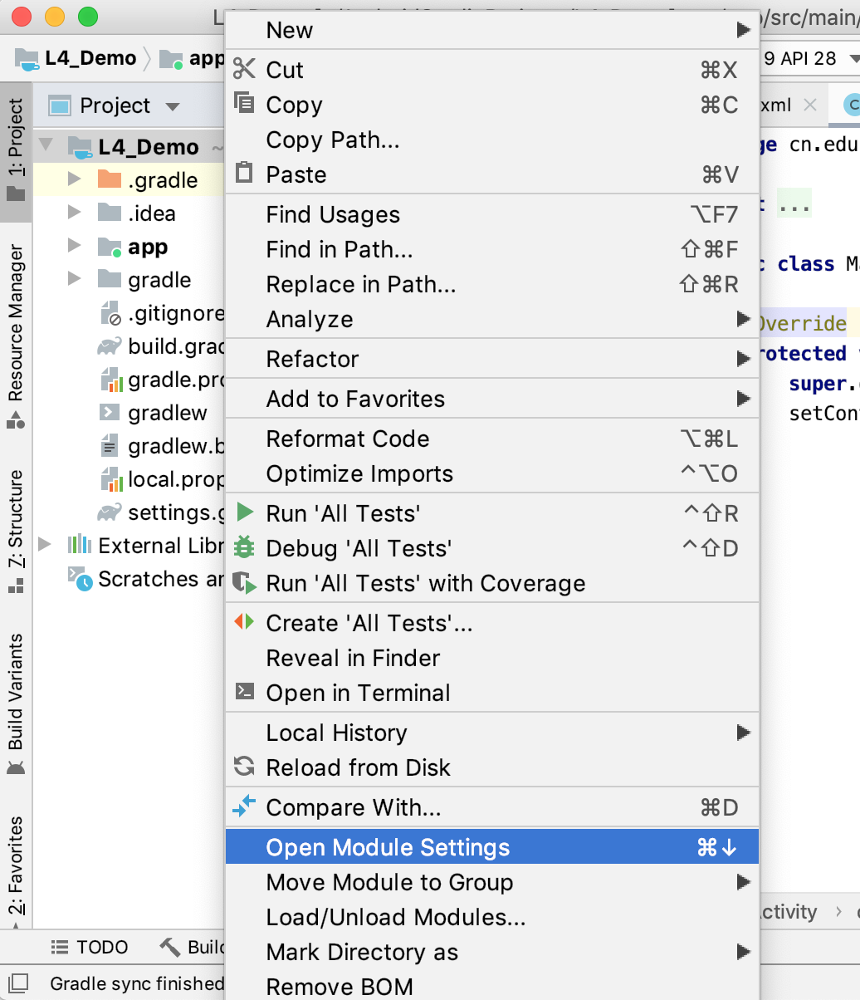 /src/main/
L4_Demo
app
9 API 28
Project
xml
C
1: Project
Resource Manager
7: Structure
Build Variants
2: Favorites
L4_Demo ~
.gradle
.idea
app
gradle
.gitignore
build.grad
gradle.pro
gradlew
gradlew.b
local.prop
settings.g
External Libr
Scratches an
New
Cut ⌘X
Copy ⌘C
Copy Path...
Paste ⌘V
Find Usages ⌥F7
Find in Path... ⇧⌘F
Replace in Path... ⇧⌘R
Analyze
Refactor
Add to Favorites
Reformat Code ⌥⌘L
Optimize Imports ^⌥O
Run 'All Tests' ^⇧R
Debug 'All Tests' ^⇧D
Run 'All Tests' with Coverage
Create 'All Tests'...
Reveal in Finder
Open in Terminal
Local History
Reload from Disk
Compare With... ⌘D
Open Module Settings ⌘↓
Move Module to Group
Load/Unload Modules...
Mark Directory as
Remove BOM
ge cn.edu
t ...
c class M
Override
rotected
super.
setCon
ctivity
TODO
Build
Gradle sync finished